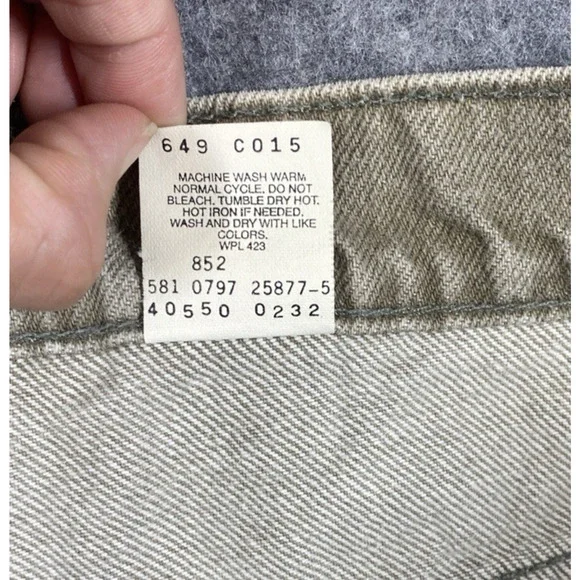 649 C015
MACHINE WASH WARM
NORMAL CYCLE. DO NOT
BLEACH. TUMBLE DRY HOT.
HOT IRON IF NEEDED.
WASH AND DRY WITH LIKE
COLORS.
WPL 423
852
581 0797 25877-5
40550 0232